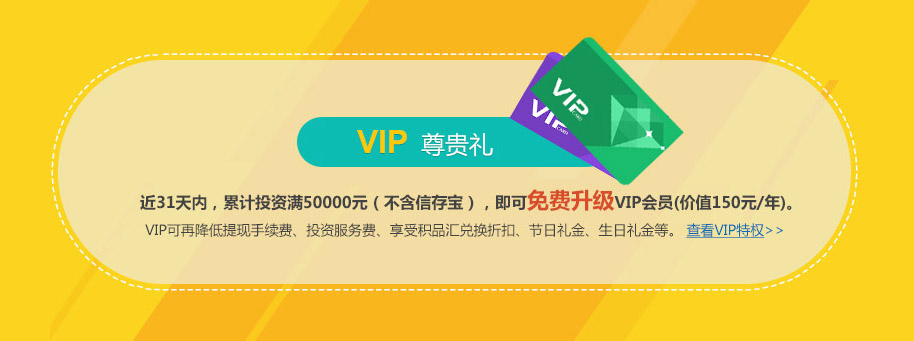 VIP
CARD
VIP
CARD
VIP 尊贵礼
近31天内，累计投资满50000元（不含信存宝），即可免费升级VIP会员(价值150元/年)。
VIP可再降低提现手续费、投资服务费、享受积品汇兑换折扣、节日礼金、生日礼金等。 查看VIP特权>>